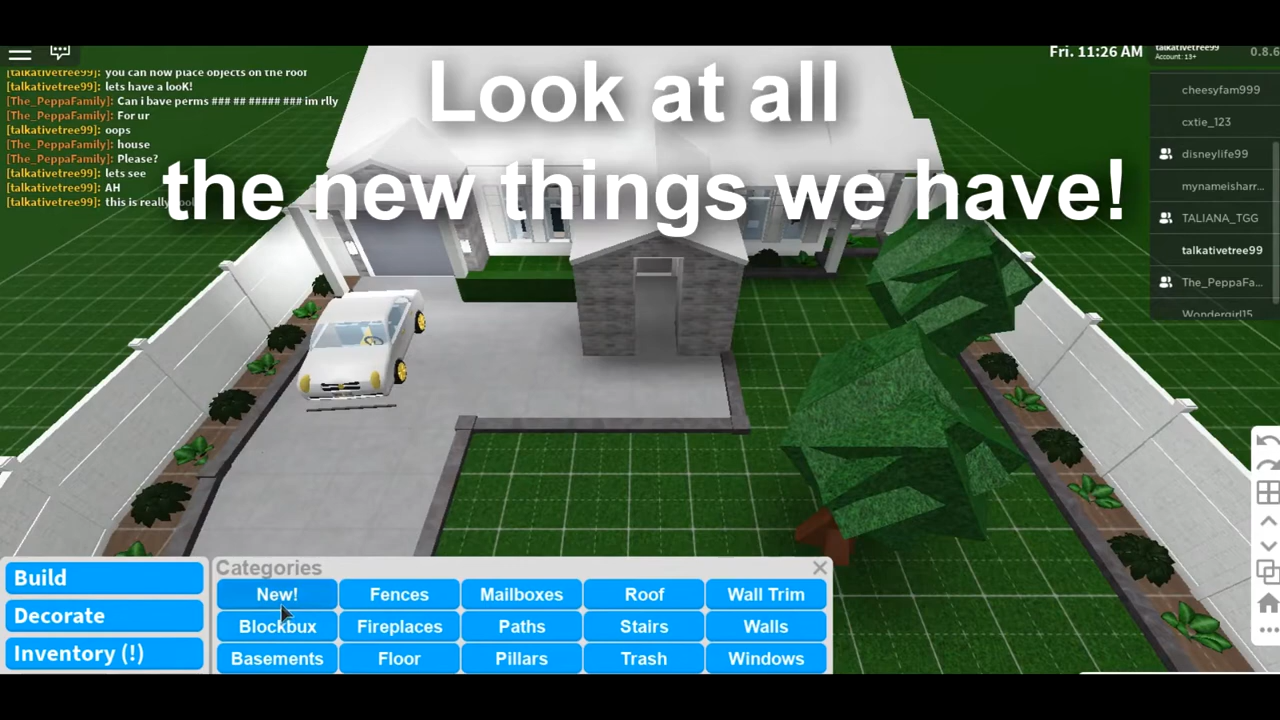 Look at all
the new things we have!
Fri. 11:26 AM
talkativetree99
Account: 13+
0.8.6
[talkativetree99]: you can now place objects on the roof
[talkativetree99]: lets have a looK!
[The_PeppaFamily]: Can i bave perms ### ## ##### ### im rlly
[The_PeppaFamily]: For ur
[talkativetree99]: oops
[The_PeppaFamily]: house
[The_PeppaFamily]: Please?
[talkativetree99]: lets see
[talkativetree99]: AH
[talkativetree99]: this is really
cheesyfam999
cxtie_123
disneylife99
mynameisharr...
TALIANA_TGG
talkativetree99
The_PeppaFa...
Wondergirl15
Build
Decorate
Inventory (!)
Categories
New! Fences Mailboxes Roof Wall Trim
Blockbux Fireplaces Paths Stairs Walls
Basements Floor Pillars Trash Windows